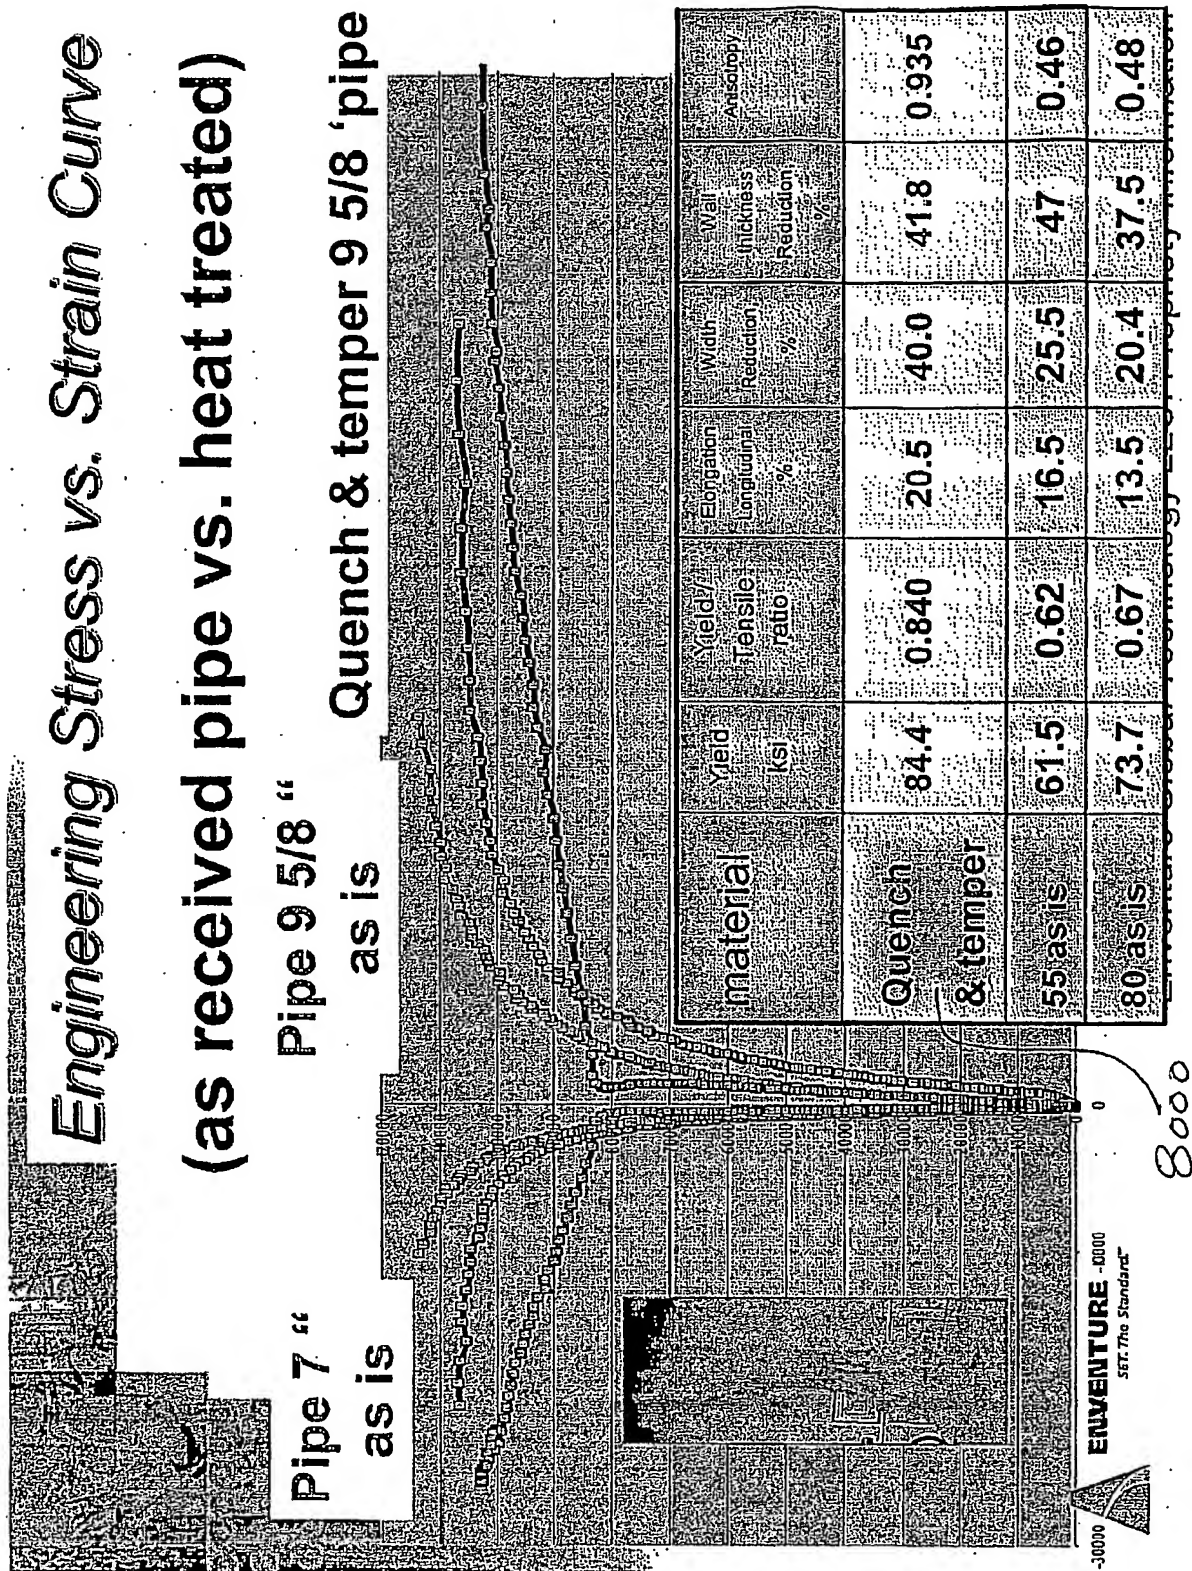 Engineering Stress vs. Strain Curve
(as received pipe vs. heat treated)
Pipe 7 “
as is
Pipe 9 5/8 “
as is
Quench & temper 9 5/8 ‘pipe
material
Yield
ksi
Yield /
Tensile
ratio
Elongation
Longitudinal
%
Width
Reduction
%
Wall
thickness
Reduction
%
Anisotropy
Quench
& temper
84.4
0.840
20.5
40.0
41.8
0.935
55 as is
61.5
0.62
16.5
25.5
47
0.46
80 as is
73.7
0.67
13.5
20.4
37.5
0.48
-30000
-10000
0
ENVENTURE
SET. The Standard.™
8000